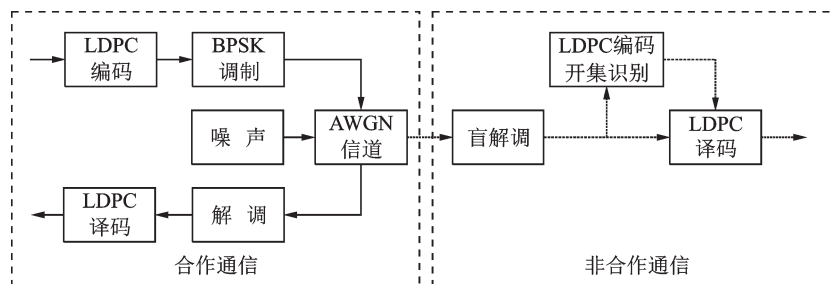 LDPC
编码
BPSK
调制
噪 声
AWGN
信道
LDPC
译码
解 调
合作通信
LDPC编码
开集识别
盲解调
LDPC
译码
非合作通信